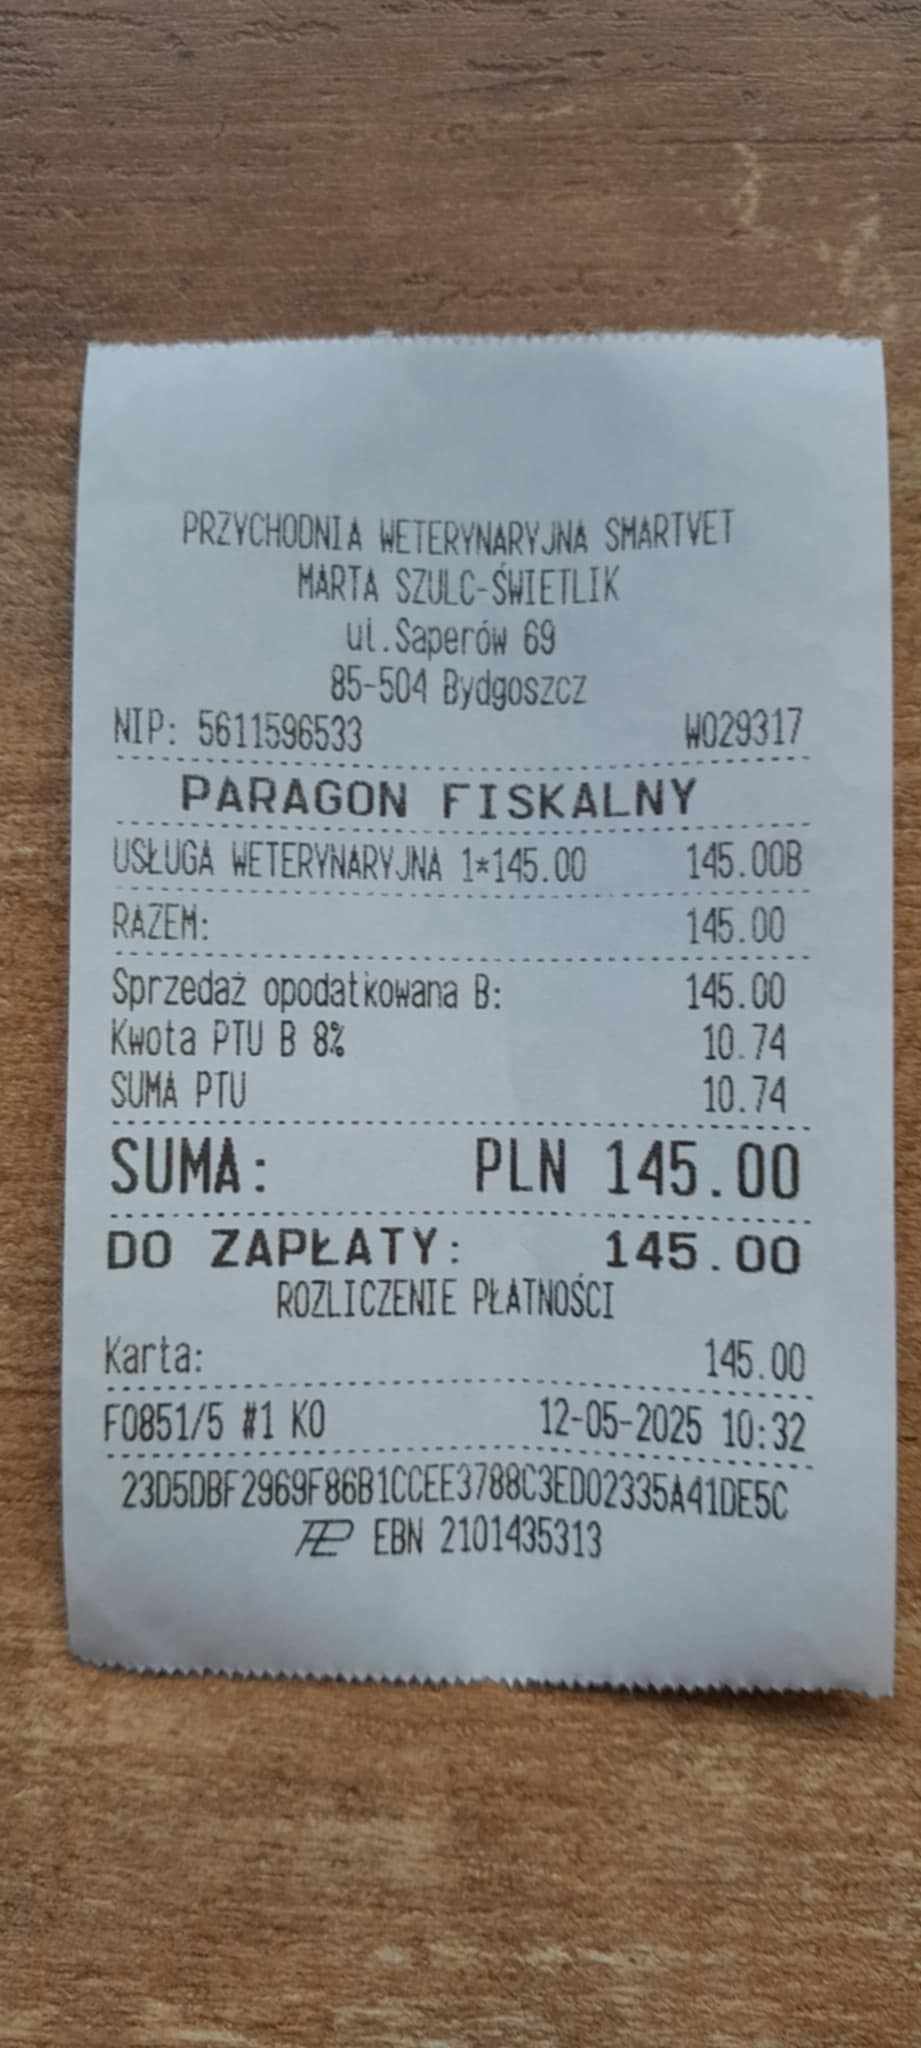 PRZYCHODNIA WETERYNARYJNA SMARTVET
MARTA SZULC-ŚWIETLIK
ul.Saperów 69
85-504 Bydgoszcz
NIP: 5611596533 W029317
PARAGON FISKALNY
USŁUGA WETERYNARYJNA 1*145.00 145.00B
RAZEM: 145.00
Sprzedaż opodatkowana B: 145.00
Kwota PTU B 8% 10.74
SUMA PTU 10.74
SUMA: PLN 145.00
DO ZAPŁATY: 145.00
ROZLICZENIE PŁATNOŚCI
Karta: 145.00
F0851/5 #1 KO 12-05-2025 10:32
23D5DBF2969F86B1CCEE3788C3ED02335A41DE5C
EBN 2101435313